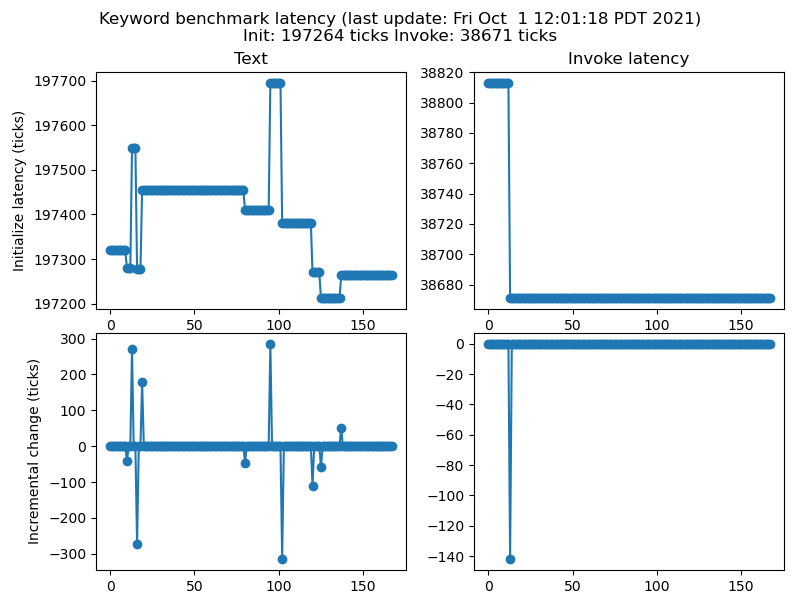 Keyword benchmark latency (last update: Fri Oct  1 12:01:18 PDT 2021)
Init: 197264 ticks Invoke: 38671 ticks
Text
Initialize latency (ticks)
197700
197600
197500
197400
197300
197200
0 50 100 150
Invoke latency
38820
38800
38780
38760
38740
38720
38700
38680
0 50 100 150
Incremental change (ticks)
300
200
100
0
−100
−200
−300
0 50 100 150
0
−20
−40
−60
−80
−100
−120
−140
0 50 100 150